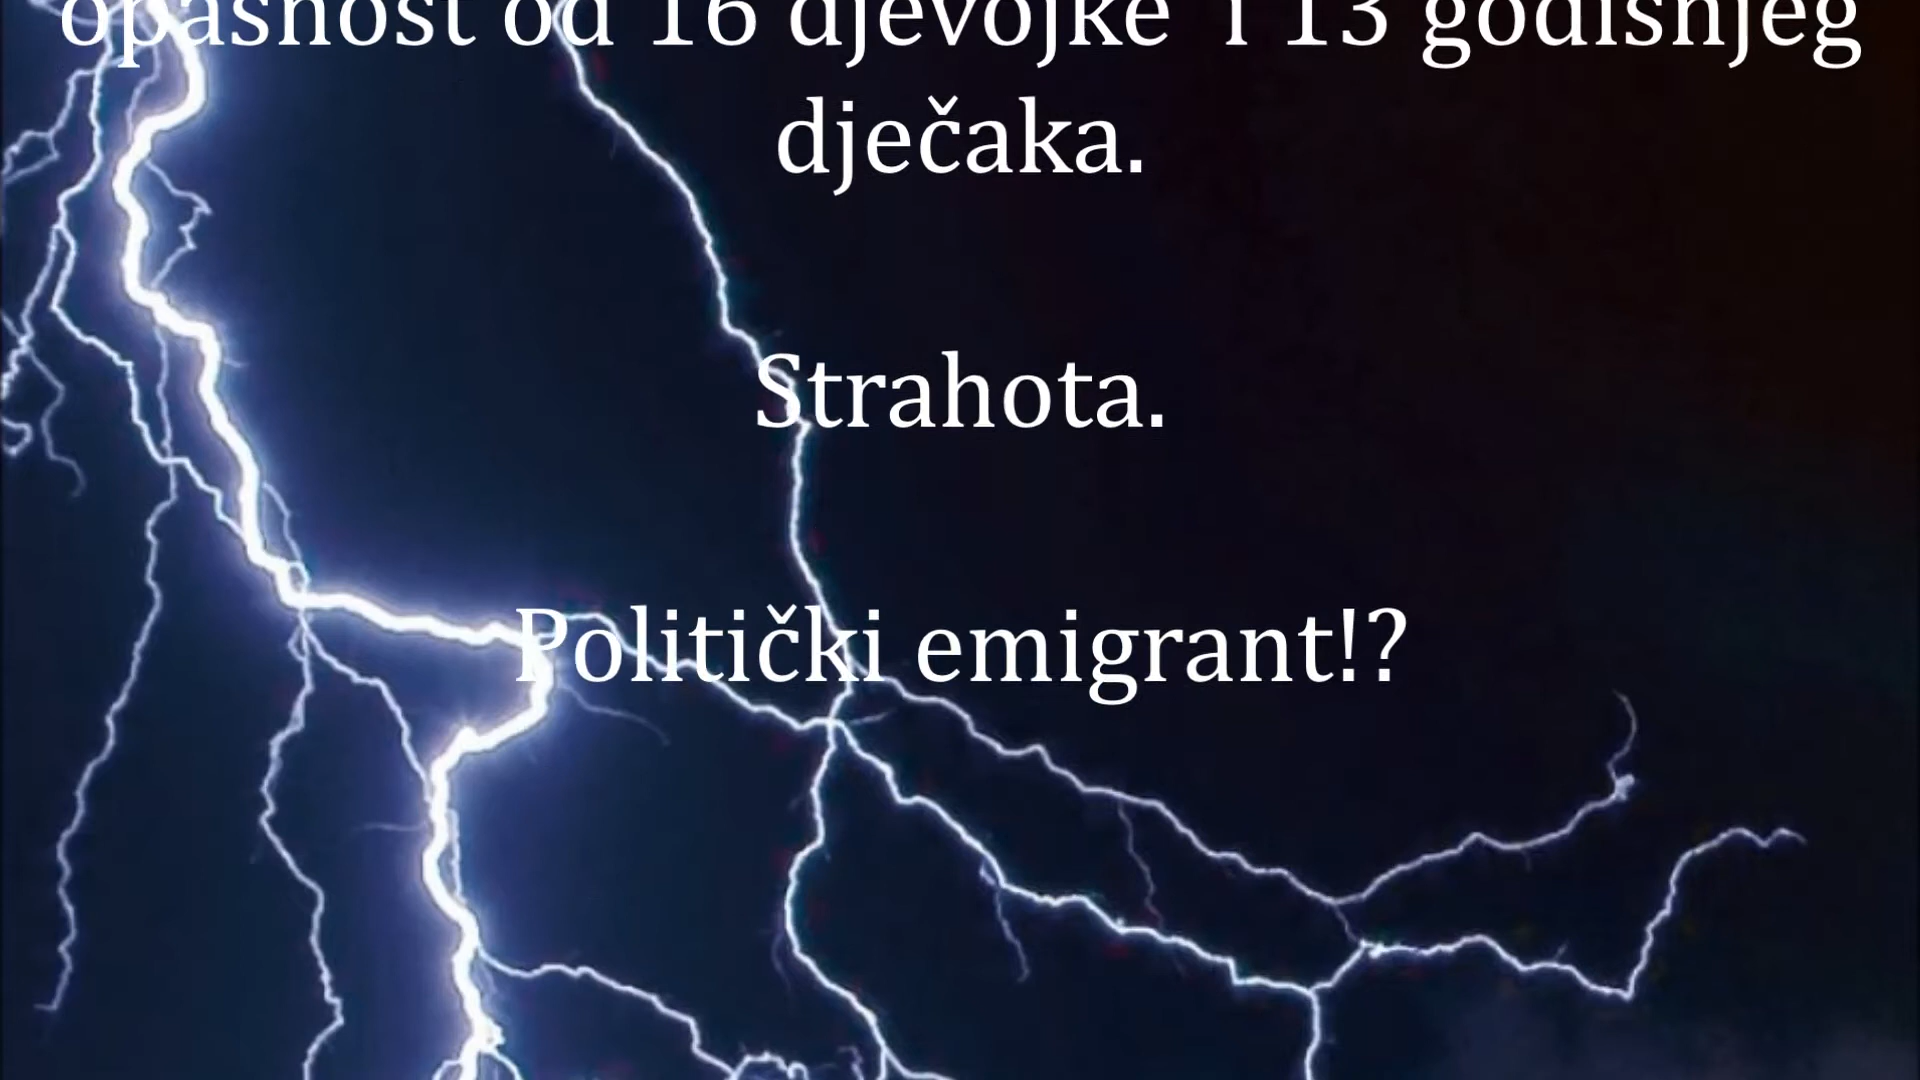 opasnost od 16 djevojke i 13 godišnjeg
dječaka.
Strahota.
Politički emigrant!?